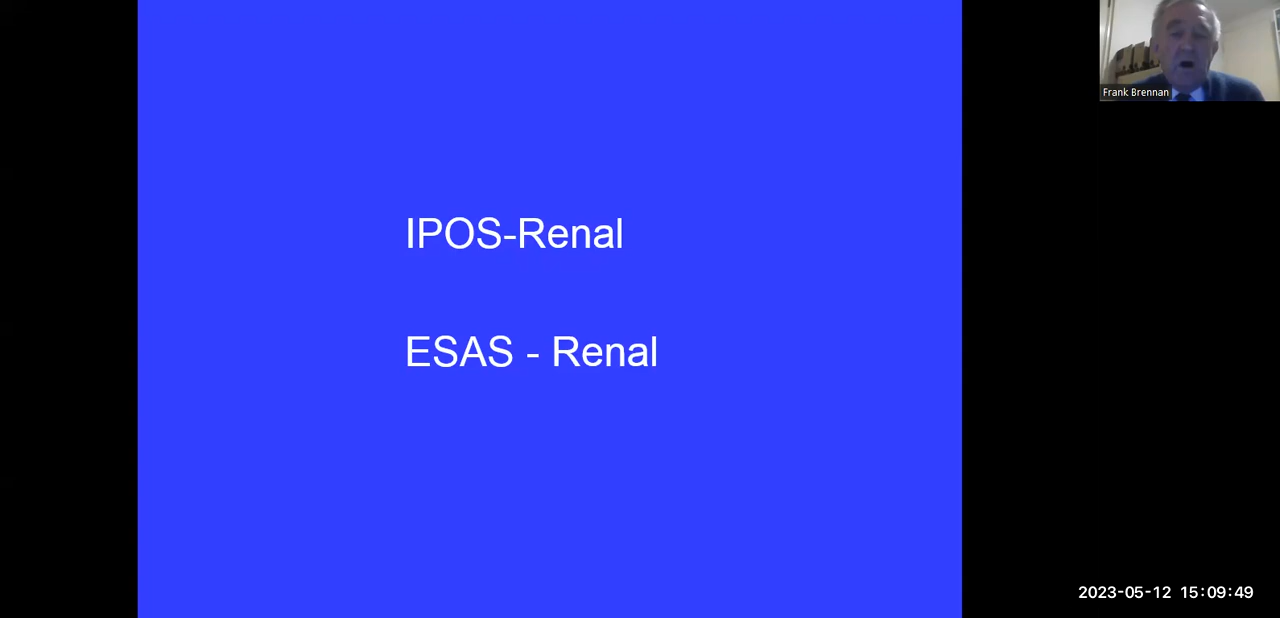 Frank Brennan
IPOS-Renal
ESAS - Renal
2023-05-12 15:09:49